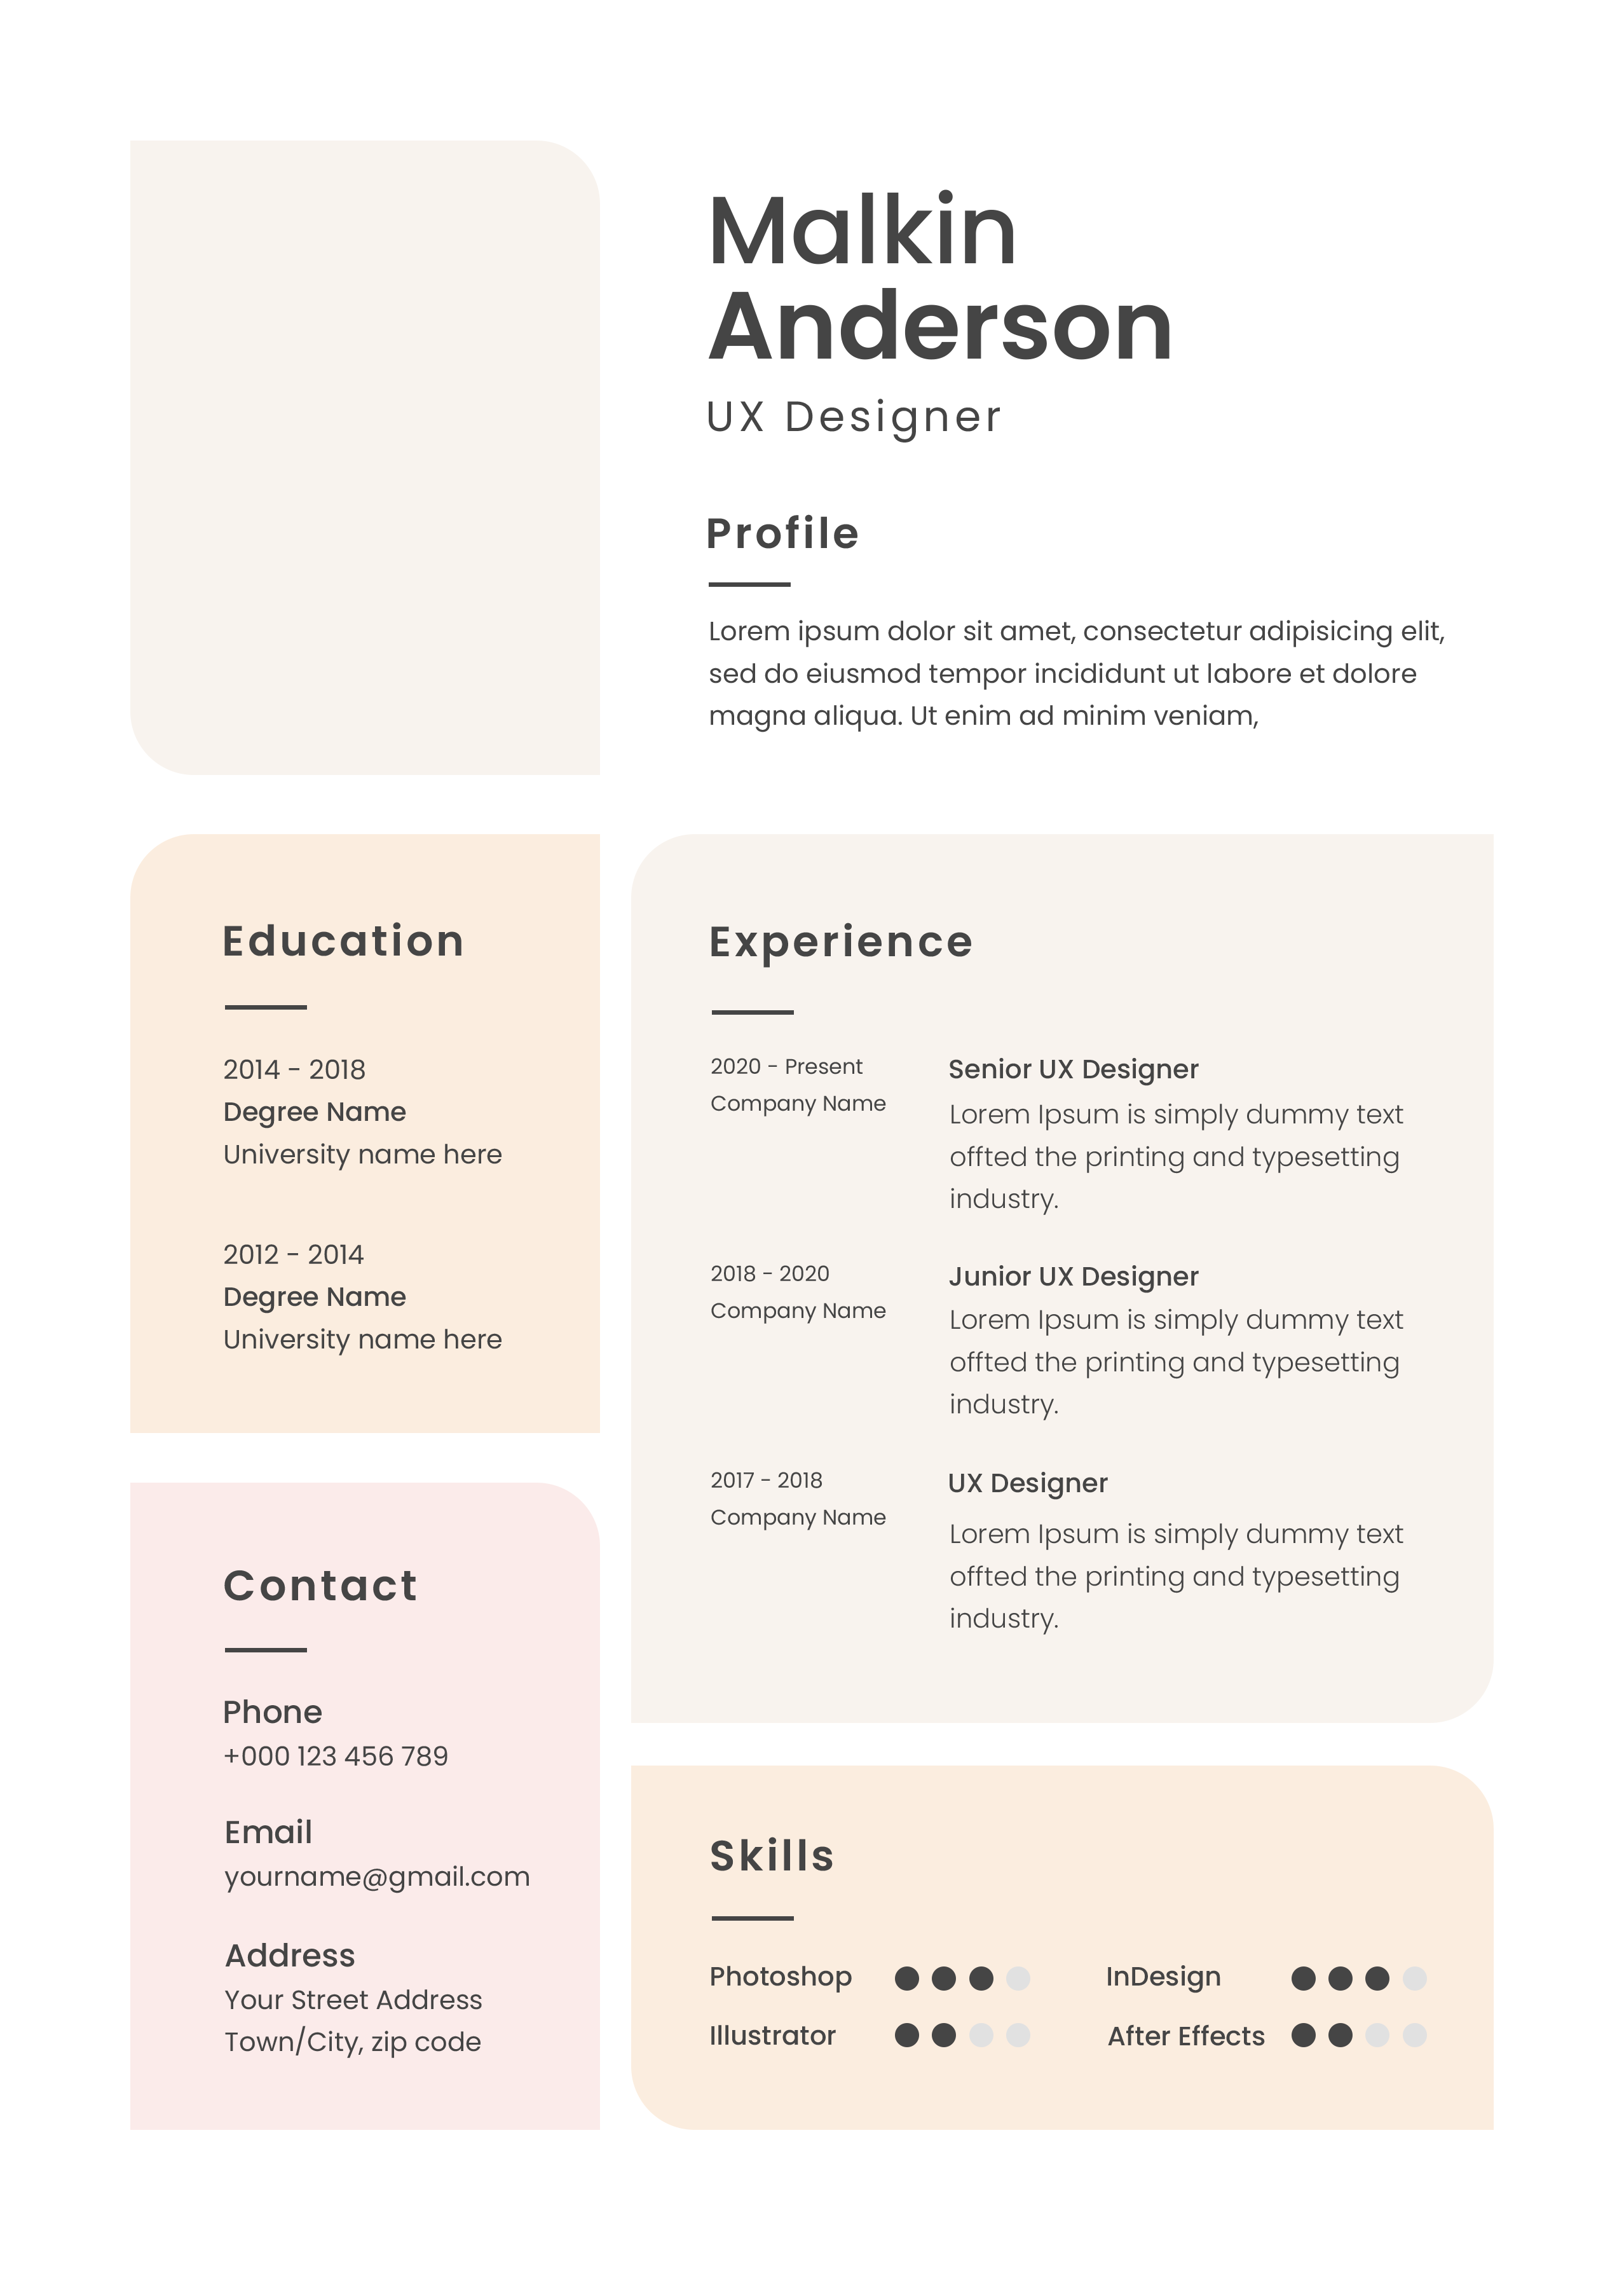 Malkin
Anderson
UX Designer
Profile
Lorem ipsum dolor sit amet, consectetur adipisicing elit,
sed do eiusmod tempor incididunt ut labore et dolore
magna aliqua. Ut enim ad minim veniam,
Education
2014 - 2018
Degree Name
University name here
2012 - 2014
Degree Name
University name here
Contact
Phone
+000 123 456 789
Email
yourname@gmail.com
Address
Your Street Address
Town/City, zip code
Experience
2020 - Present
Company Name
Senior UX Designer
Lorem Ipsum is simply dummy text
offted the printing and typesetting
industry.
2018 - 2020
Company Name
Junior UX Designer
Lorem Ipsum is simply dummy text
offted the printing and typesetting
industry.
2017 - 2018
Company Name
UX Designer
Lorem Ipsum is simply dummy text
offted the printing and typesetting
industry.
Skills
Photoshop
InDesign
Illustrator
After Effects